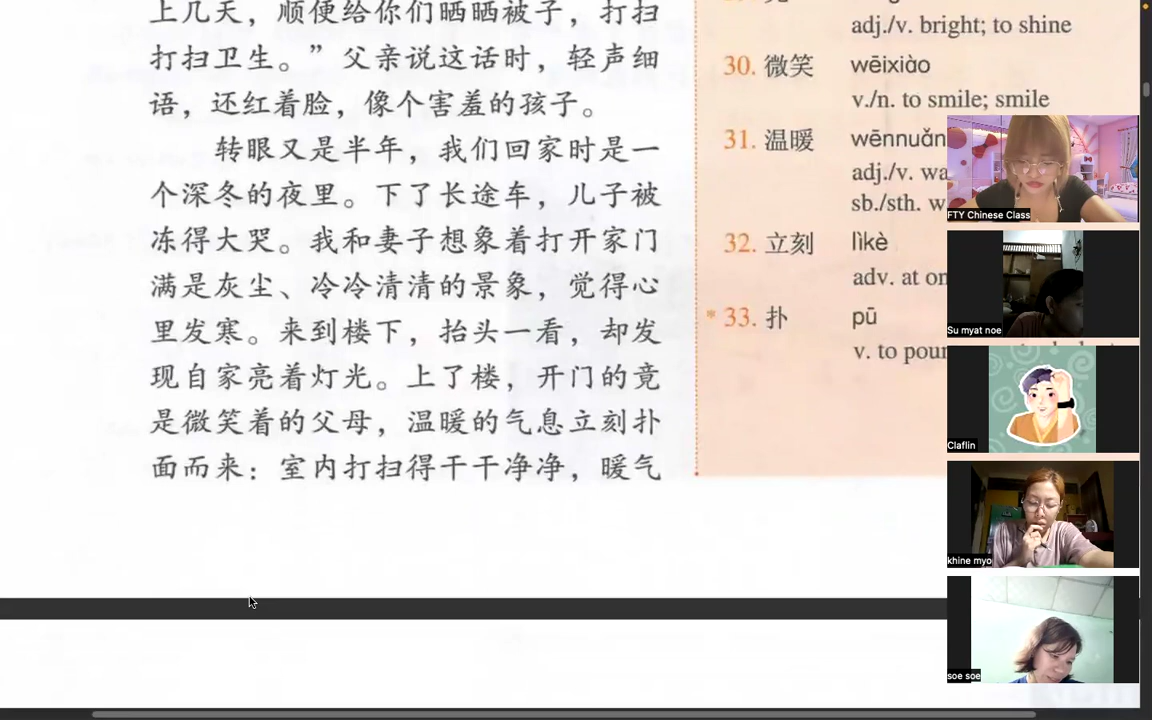 上几天，顺便给你们晒晒被子，打扫
打扫卫生。”父亲说这话时，轻声细
语，还红着脸，像个害羞的孩子。
转眼又是半年，我们回家时是一
个深冬的夜里。下了长途车，儿子被
冻得大哭。我和妻子想象着打开家门
满是灰尘、冷冷清清的景象，觉得心
里发寒。来到楼下，抬头一看，却发
现自家亮着灯光。上了楼，开门的竟
是微笑着的父母，温暖的气息立刻扑
面而来：室内打扫得干干净净，暖气
adj./v. bright; to shine
30. 微笑 wēixiào
v./n. to smile; smile
31. 温暖 wēnnuǎn
adj./v. wa
sb./sth. w
32. 立刻 lìkè
adv. at on
* 33. 扑 pū
v. to pour
FTY Chinese Class
Su myat noe
Claflin
khine myo
soe soe